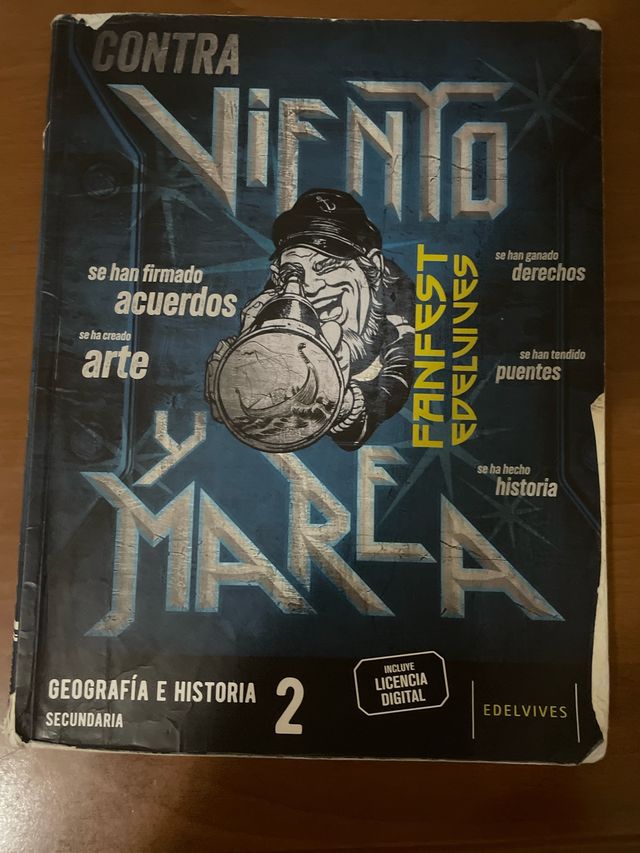 CONTRA
VIENTO
se han firmado
acuerdos
se ha creado
arte
FANFEST
EDELVIVES
se han ganado
derechos
se han tendido
puentes
se ha hecho
historia
Y
MAREA
GEOGRAFÍA E HISTORIA
SECUNDARIA
2
INCLUYE
LICENCIA
DIGITAL
EDELVIVES